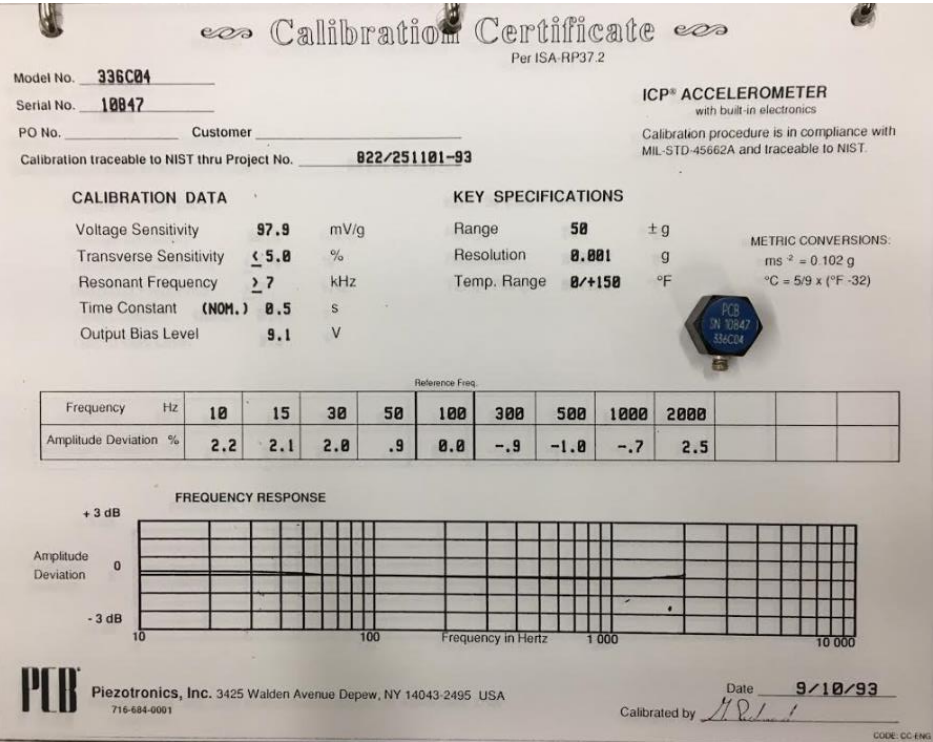 Calibration Certificate
Per ISA-RP37.2
Model No. 336C04
Serial No. 10847
PO No. Customer
Calibration traceable to NIST thru Project No. 822/251101-93
ICP® ACCELEROMETER
with built-in electronics
Calibration procedure is in compliance with
MIL-STD-45662A and traceable to NIST.
CALIBRATION DATA
Voltage Sensitivity 97.9 mV/g
Transverse Sensitivity ≤ 5.0 %
Resonant Frequency ≥ 7 kHz
Time Constant (NOM.) 0.5 s
Output Bias Level 9.1 V
KEY SPECIFICATIONS
Range 50 ± g
Resolution 0.001 g
Temp. Range 0/+150 °F
METRIC CONVERSIONS:
ms⁻² = 0.102 g
°C = 5/9 x (°F -32)
PCB
SN 10847
336C04
Reference Freq.
Frequency Hz 10 15 30 50 100 300 500 1000 2000
Amplitude Deviation % 2.2 2.1 2.0 .9 0.0 -.9 -1.0 -.7 2.5
FREQUENCY RESPONSE
+ 3 dB
Amplitude
Deviation
0
- 3 dB
10 100 Frequency in Hertz 1 000 10 000
PCB Piezotronics, Inc. 3425 Walden Avenue Depew, NY 14043-2495 USA
716-684-0001
Date 9/10/93
Calibrated by
CODE: CC-ENG